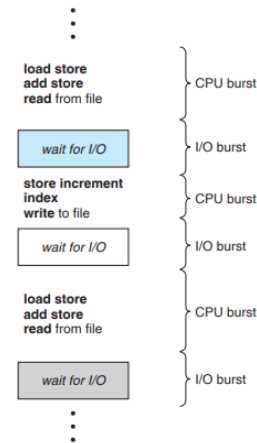 load store
add store
read from file
CPU burst
wait for I/O
I/O burst
store increment
index
write to file
CPU burst
wait for I/O
I/O burst
load store
add store
read from file
CPU burst
wait for I/O
I/O burst